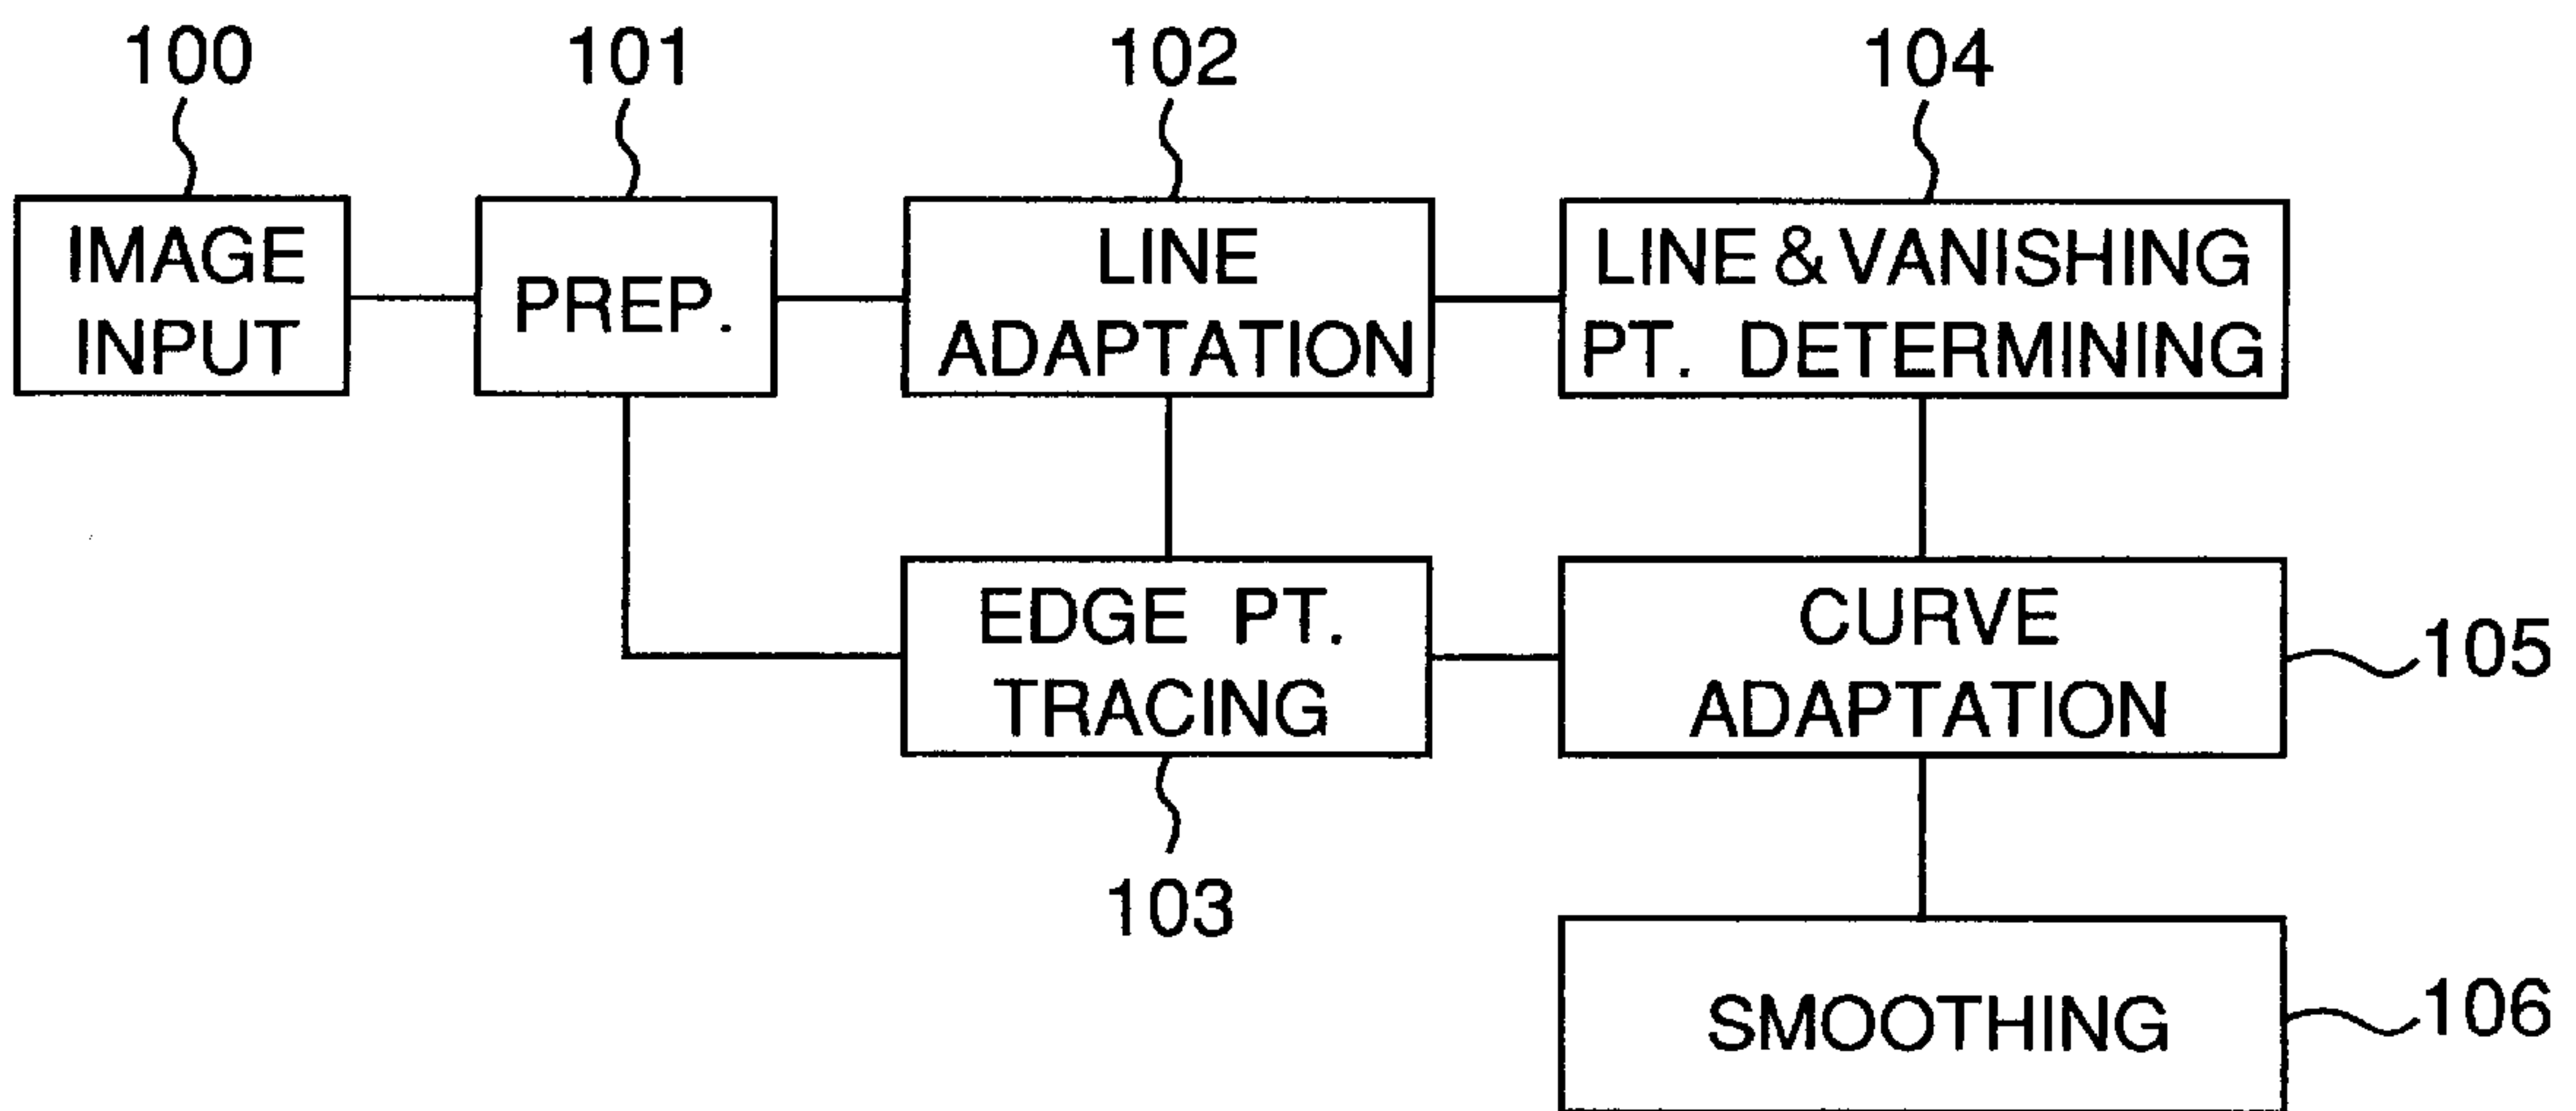 100
101
102
104
IMAGE
INPUT
PREP.
LINE
ADAPTATION
LINE & VANISHING
PT. DETERMINING
EDGE PT.
TRACING
103
CURVE
ADAPTATION
105
SMOOTHING
106